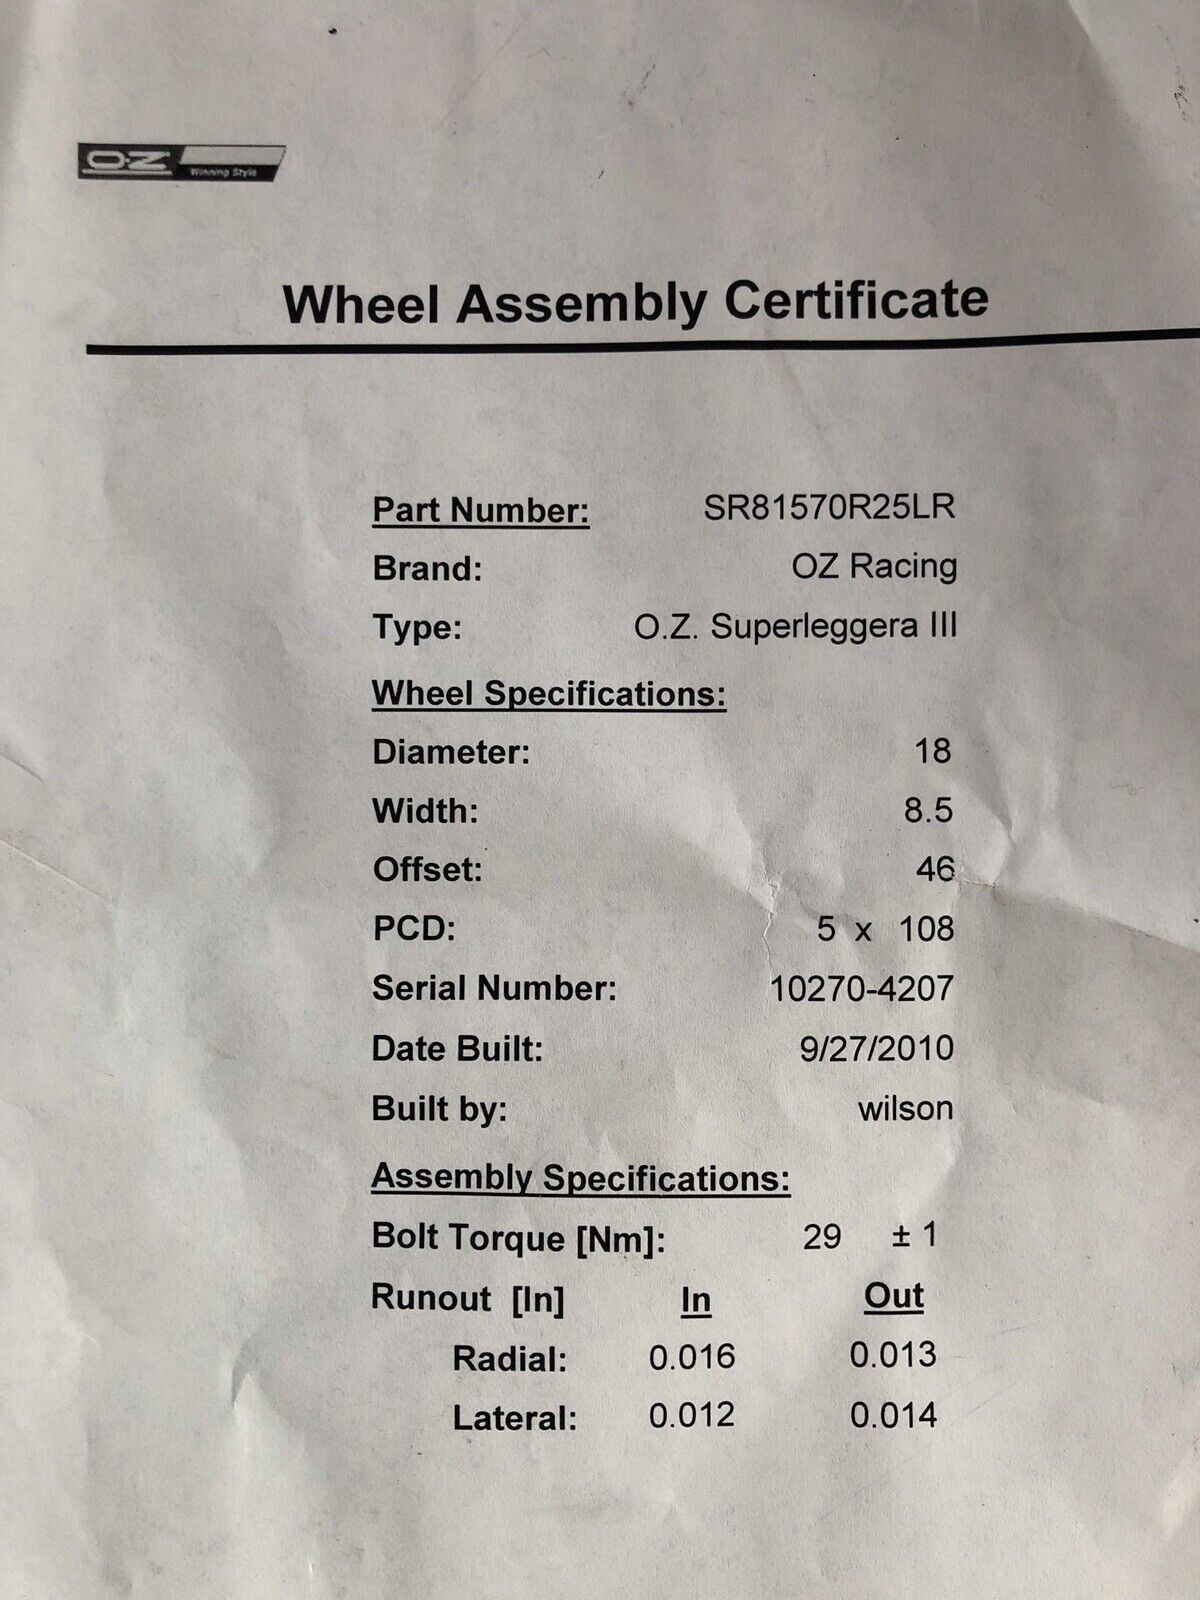 O·Z
Winning Style
Wheel Assembly Certificate
Part Number: SR81570R25LR
Brand: OZ Racing
Type: O.Z. Superleggera III
Wheel Specifications:
Diameter: 18
Width: 8.5
Offset: 46
PCD: 5 x 108
Serial Number: 10270-4207
Date Built: 9/27/2010
Built by: wilson
Assembly Specifications:
Bolt Torque [Nm]: 29 ± 1
Runout [In] In Out
Radial: 0.016 0.013
Lateral: 0.012 0.014